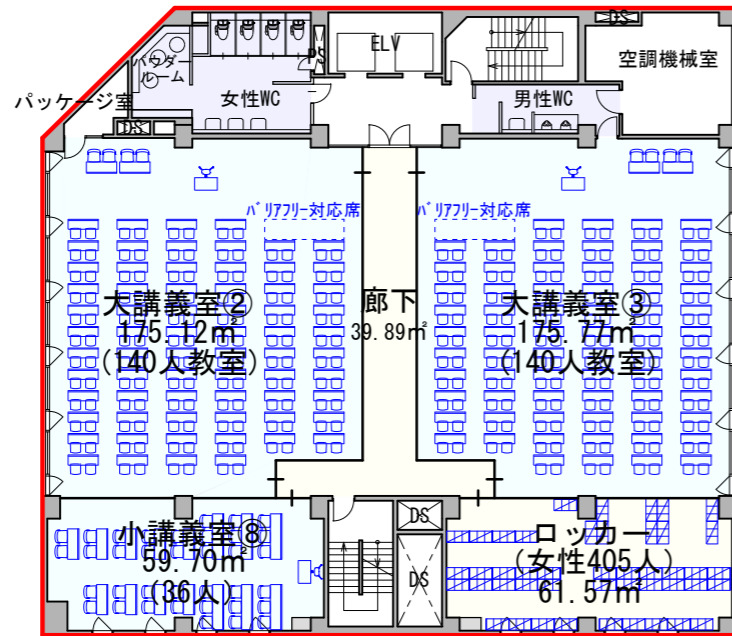 DS
ELV
空調機械室
パウダー
ルーム
DS
女性WC
男性WC
パッケージ室
DS
バリアフリー対応席
バリアフリー対応席
大講義室②
175.12㎡
(140人教室)
廊下
39.89㎡
大講義室③
175.77㎡
(140人教室)
小講義室⑧
59.70㎡
(36人)
DS
DS
ロッカー
(女性405人)
61.57㎡